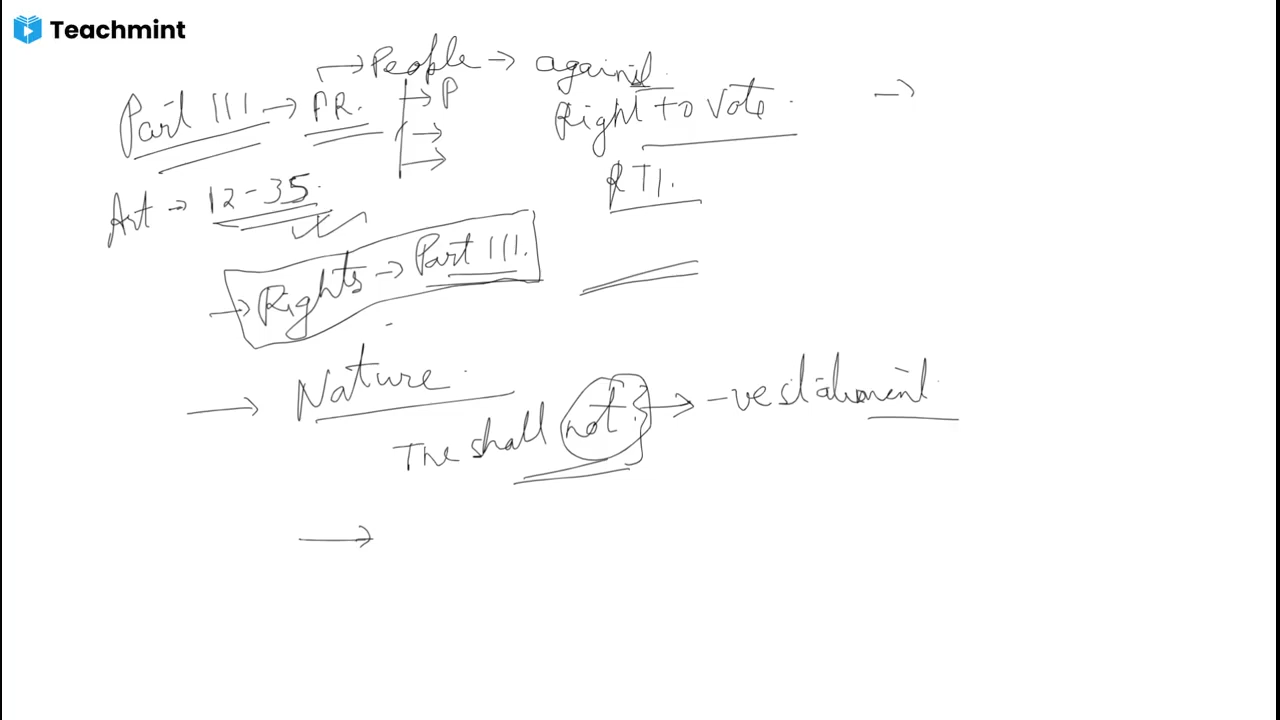 Teachmint
→ People → against
Part III → FR. → P
Right to Vote. →
→
→
RTI.
Art → 12-35.
→ Rights → Part III.
→ Nature.
The shall not. → -ve statement.
→